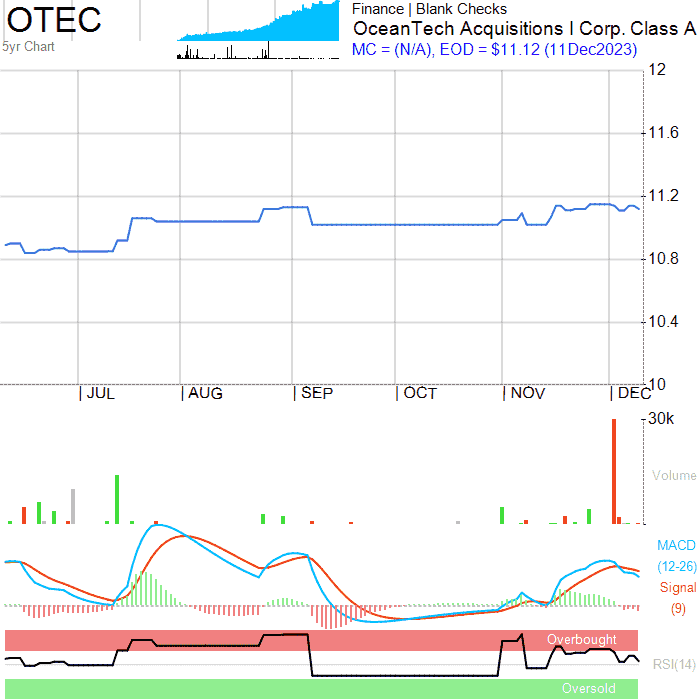 OTEC
5yr Chart
Finance | Blank Checks
OceanTech Acquisitions I Corp. Class A
MC = (N/A), EOD = $11.12 (11Dec2023)
12
11.6
11.2
10.8
10.4
10
| JUL | AUG | SEP | OCT | NOV | DEC
30k
Volume
MACD
(12-26)
Signal
(9)
Overbought
RSI(14)
Oversold